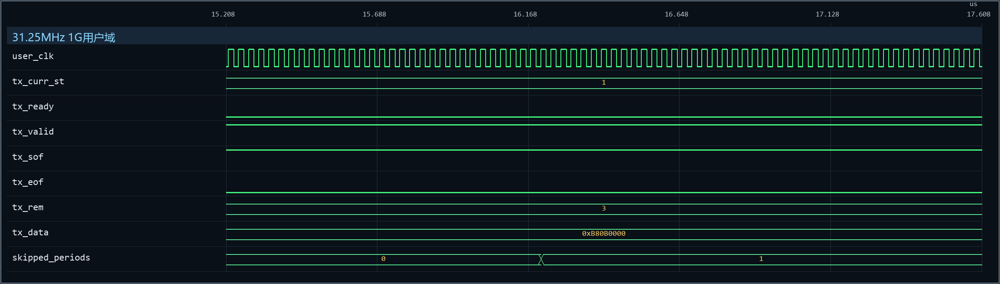 us
15.208 15.688 16.168 16.648 17.128 17.608
31.25MHz 1G用户域
user_clk
tx_curr_st 1
tx_ready
tx_valid
tx_sof
tx_eof
tx_rem 3
tx_data 0xB80B0000
skipped_periods 0 1